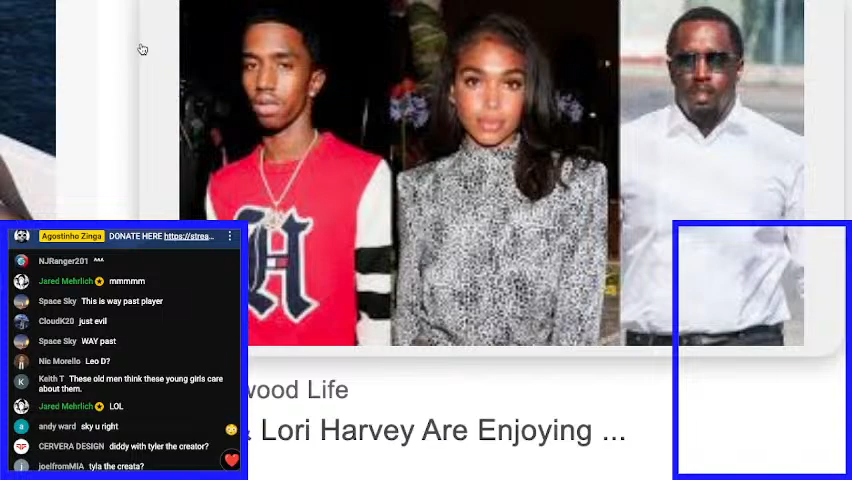 H
Agostinho Zinga DONATE HERE https://strea...
NJRanger201 ^^^
Jared Mehrlich mmmmm
Space Sky This is way past player
CloudK20 just evil
Space Sky WAY past
Nic Morello Leo D?
K Keith T These old men think these young girls care
about them.
Jared Mehrlich LOL
a andy ward sky u right
CERVERA DESIGN diddy with tyler the creator?
j joelfromMIA tyla the creata?
wood Life
& Lori Harvey Are Enjoying ...